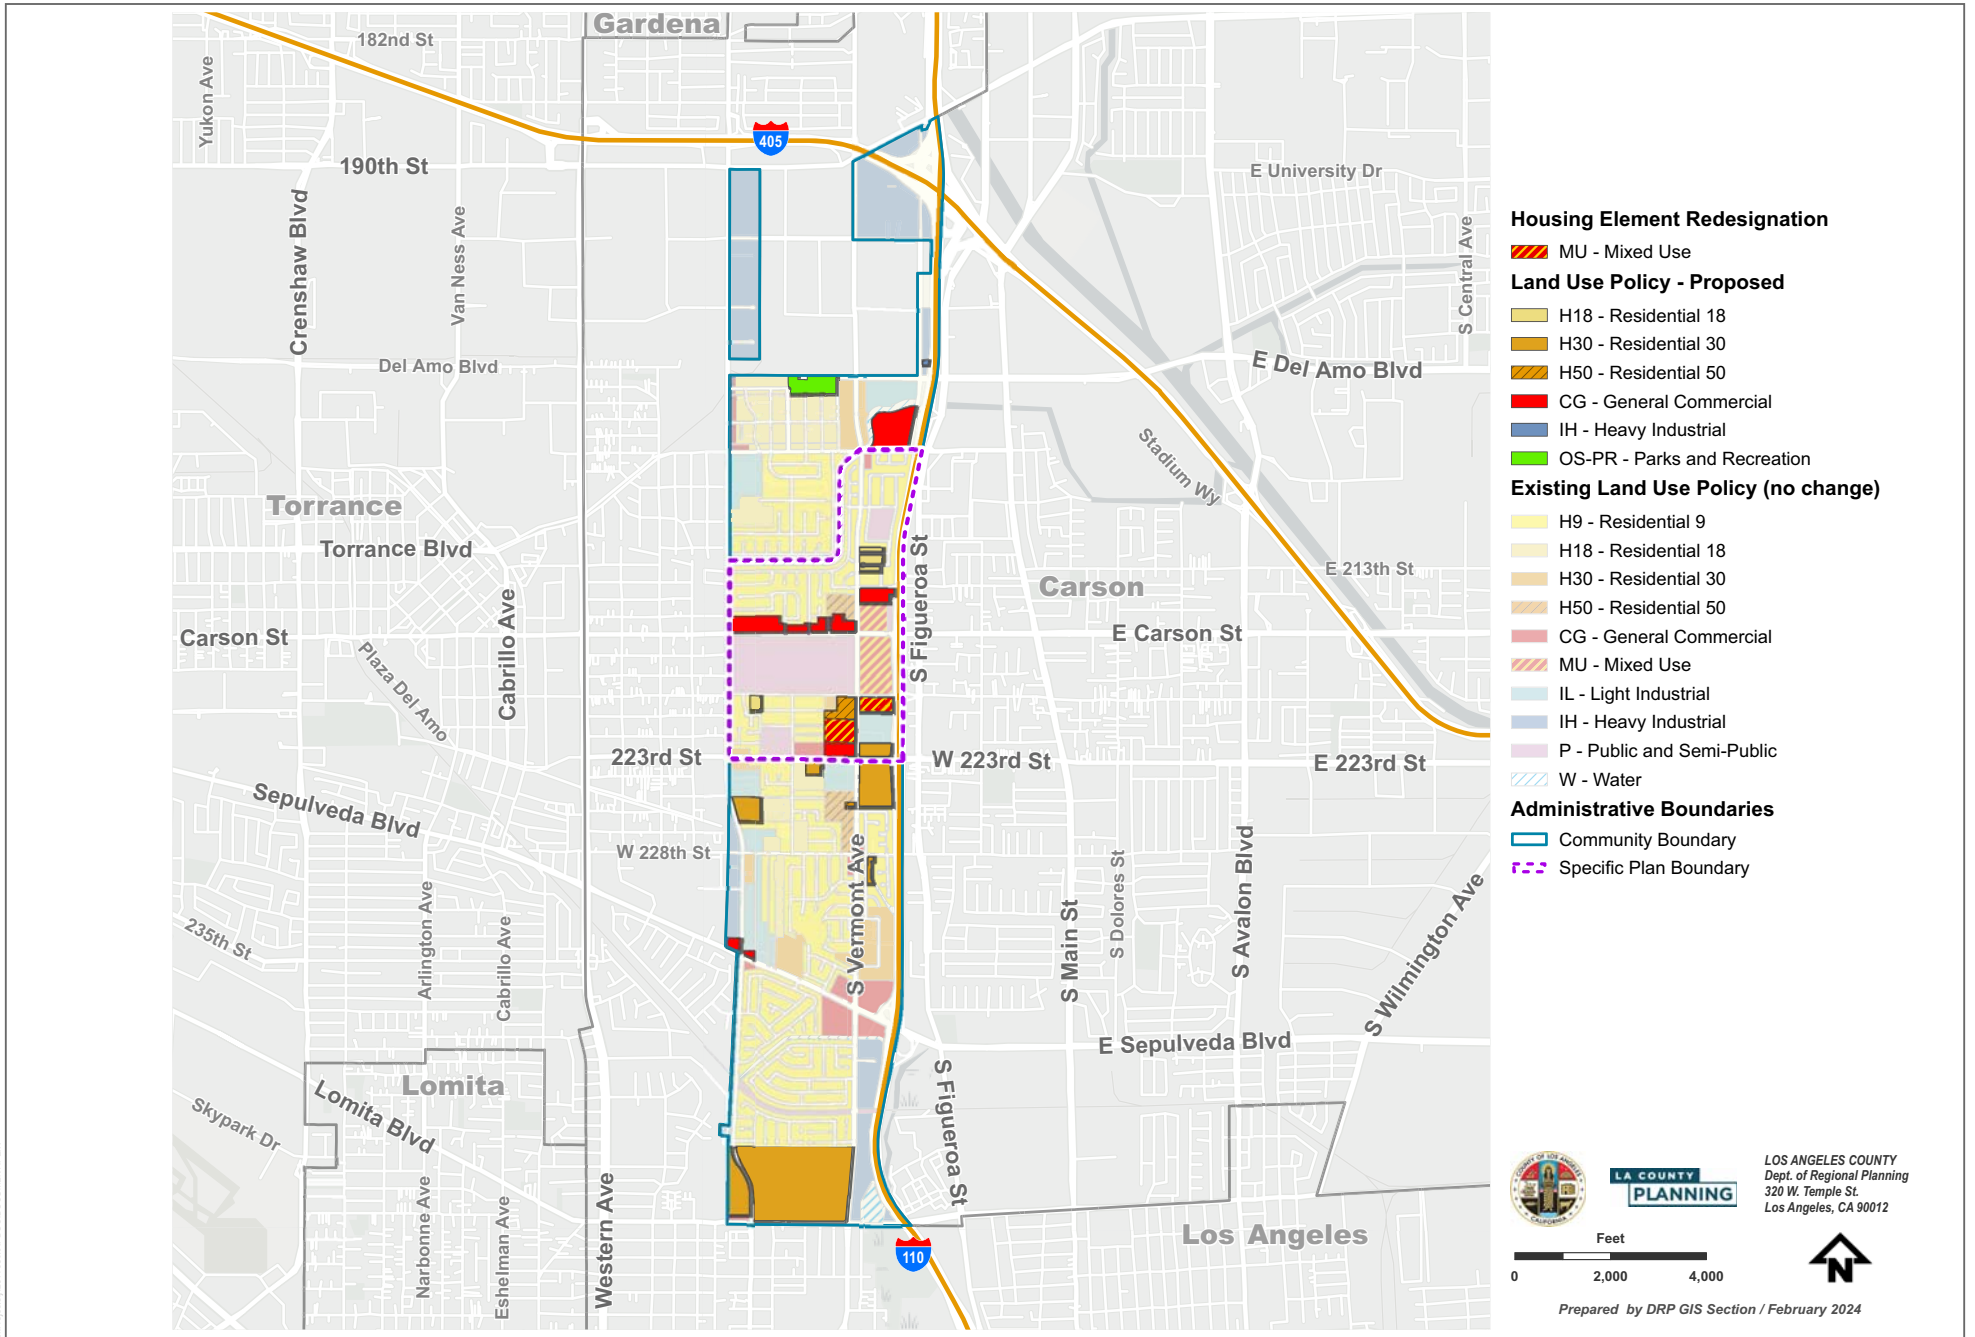 Gardena
182nd St
Yukon Ave
405
190th St
E University Dr
Crenshaw Blvd
Van Ness Ave
S Central Ave
Del Amo Blvd
E Del Amo Blvd
Stadium Wy
Torrance
Torrance Blvd
S Figueroa St
E 213th St
Carson
Cabrillo Ave
Carson St
E Carson St
Plaza Del Amo
223rd St
W 223rd St
E 223rd St
Sepulveda Blvd
W 228th St
S Vermont Ave
S Dolores St
S Avalon Blvd
S Main St
S Wilmington Ave
235th St
Arlington Ave
Cabrillo Ave
E Sepulveda Blvd
S Figueroa St
Lomita
Lomita Blvd
Skypark Dr
Narbonne Ave
Eshelman Ave
Western Ave
Los Angeles
110
Housing Element Redesignation
MU - Mixed Use
Land Use Policy - Proposed
H18 - Residential 18
H30 - Residential 30
H50 - Residential 50
CG - General Commercial
IH - Heavy Industrial
OS-PR - Parks and Recreation
Existing Land Use Policy (no change)
H9 - Residential 9
H18 - Residential 18
H30 - Residential 30
H50 - Residential 50
CG - General Commercial
MU - Mixed Use
IL - Light Industrial
IH - Heavy Industrial
P - Public and Semi-Public
W - Water
Administrative Boundaries
Community Boundary
Specific Plan Boundary
COUNTY OF LOS ANGELES
CALIFORNIA
LA COUNTY
PLANNING
LOS ANGELES COUNTY
Dept. of Regional Planning
320 W. Temple St.
Los Angeles, CA 90012
Feet
0 2,000 4,000
N
Prepared by DRP GIS Section / February 2024